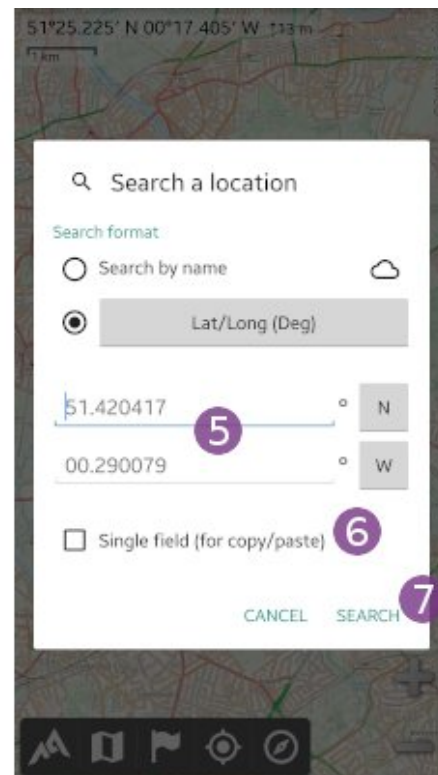 51°25.225' N 00°17.405' W ↑13 m
1 km
Search a location
Search format
Search by name
Lat/Long (Deg)
51.420417 ° N
5
00.290079 ° W
Single field (for copy/paste) 6
CANCEL SEARCH 7